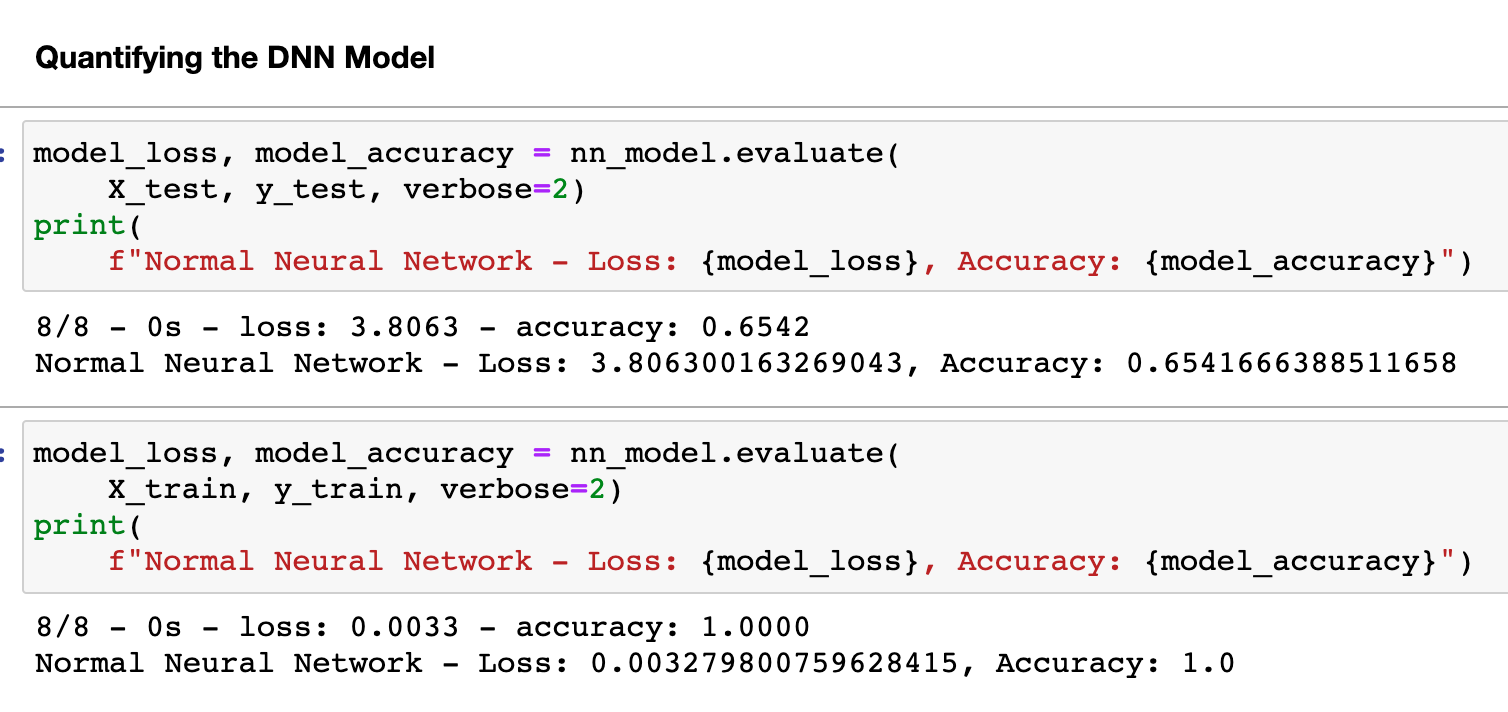 Quantifying the DNN Model
: model_loss, model_accuracy = nn_model.evaluate(
    X_test, y_test, verbose=2)
print(
    f"Normal Neural Network – Loss: {model_loss}, Accuracy: {model_accuracy}")
8/8 – 0s – loss: 3.8063 – accuracy: 0.6542
Normal Neural Network – Loss: 3.806300163269043, Accuracy: 0.6541666388511658
: model_loss, model_accuracy = nn_model.evaluate(
    X_train, y_train, verbose=2)
print(
    f"Normal Neural Network – Loss: {model_loss}, Accuracy: {model_accuracy}")
8/8 – 0s – loss: 0.0033 – accuracy: 1.0000
Normal Neural Network – Loss: 0.003279800759628415, Accuracy: 1.0